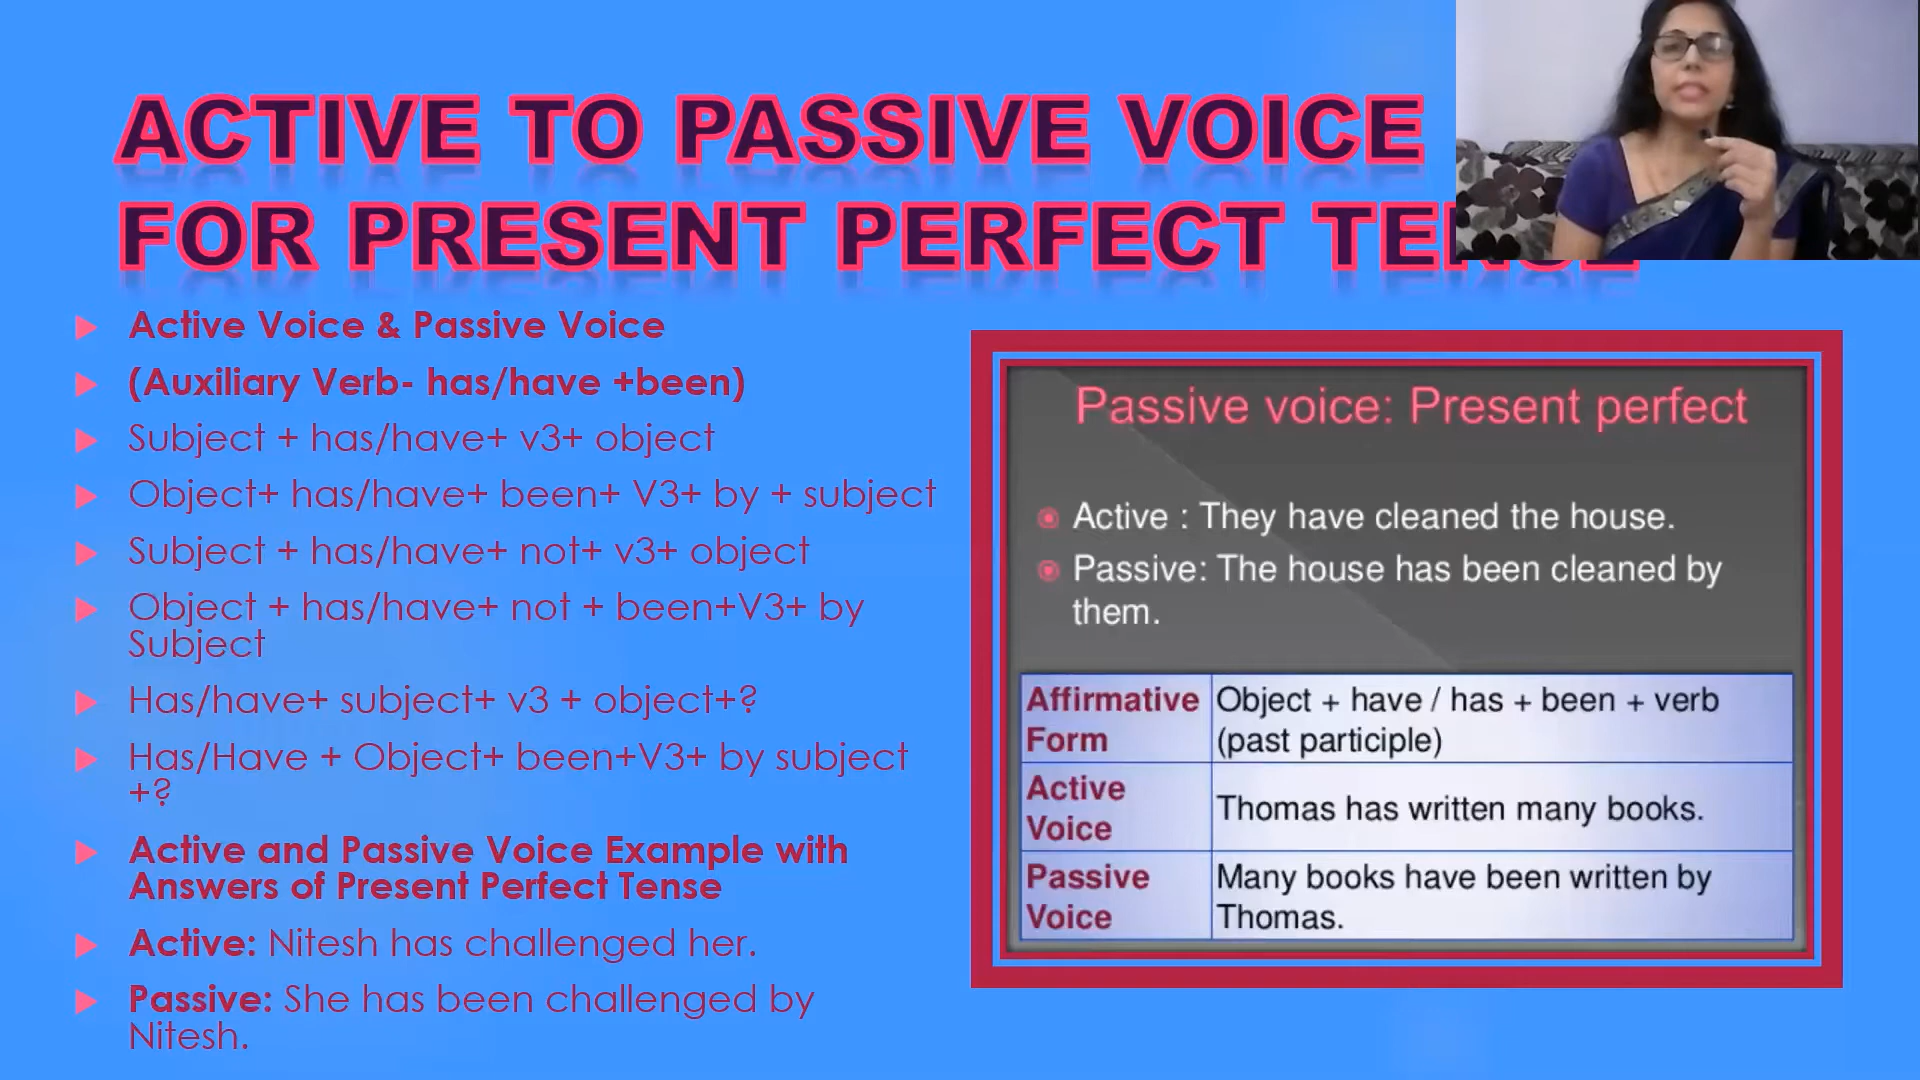 ACTIVE TO PASSIVE VOICE
FOR PRESENT PERFECT TENSE
Active Voice & Passive Voice
(Auxiliary Verb- has/have +been)
Subject + has/have+ v3+ object
Object+ has/have+ been+ V3+ by + subject
Subject + has/have+ not+ v3+ object
Object + has/have+ not + been+V3+ by
Subject
Has/have+ subject+ v3 + object+?
Has/Have + Object+ been+V3+ by subject
+?
Active and Passive Voice Example with
Answers of Present Perfect Tense
Active: Nitesh has challenged her.
Passive: She has been challenged by
Nitesh.
Passive voice: Present perfect
Active : They have cleaned the house.
Passive: The house has been cleaned by
them.
Affirmative
Form
Object + have / has + been + verb
(past participle)
Active
Voice
Thomas has written many books.
Passive
Voice
Many books have been written by
Thomas.